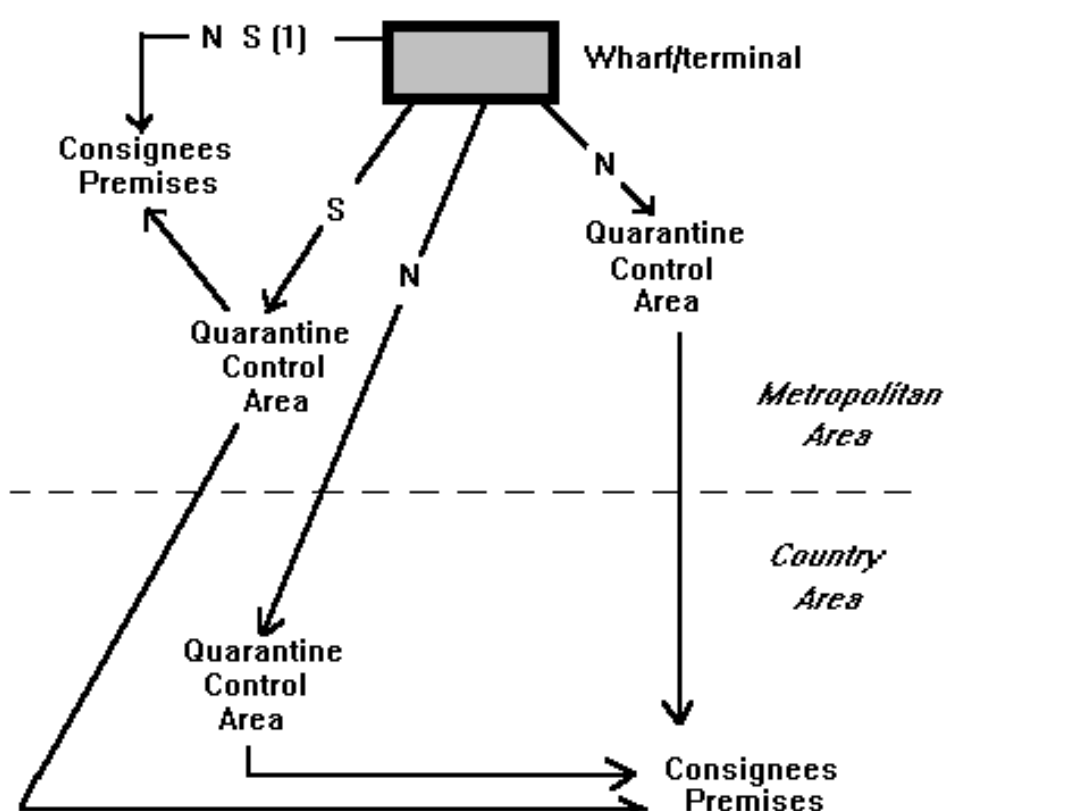 N S (1)
Wharf/terminal
Consignees
Premises
N
S
Quarantine
Control
Area
N
Quarantine
Control
Area
Metropolitan
Area
Country
Area
Quarantine
Control
Area
Consignees
Premises